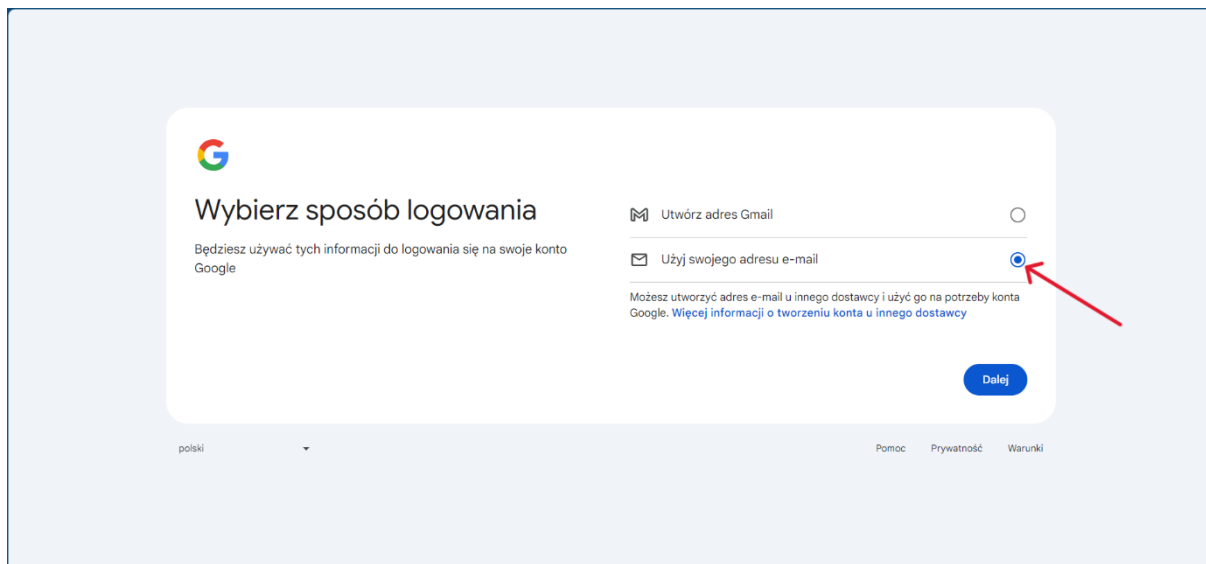 Wybierz sposób logowania
Będziesz używać tych informacji do logowania się na swoje konto
Google
Utwórz adres Gmail
Użyj swojego adresu e-mail
Możesz utworzyć adres e-mail u innego dostawcy i użyć go na potrzeby konta
Google. Więcej informacji o tworzeniu konta u innego dostawcy
Dalej
polski
Pomoc Prywatność Warunki